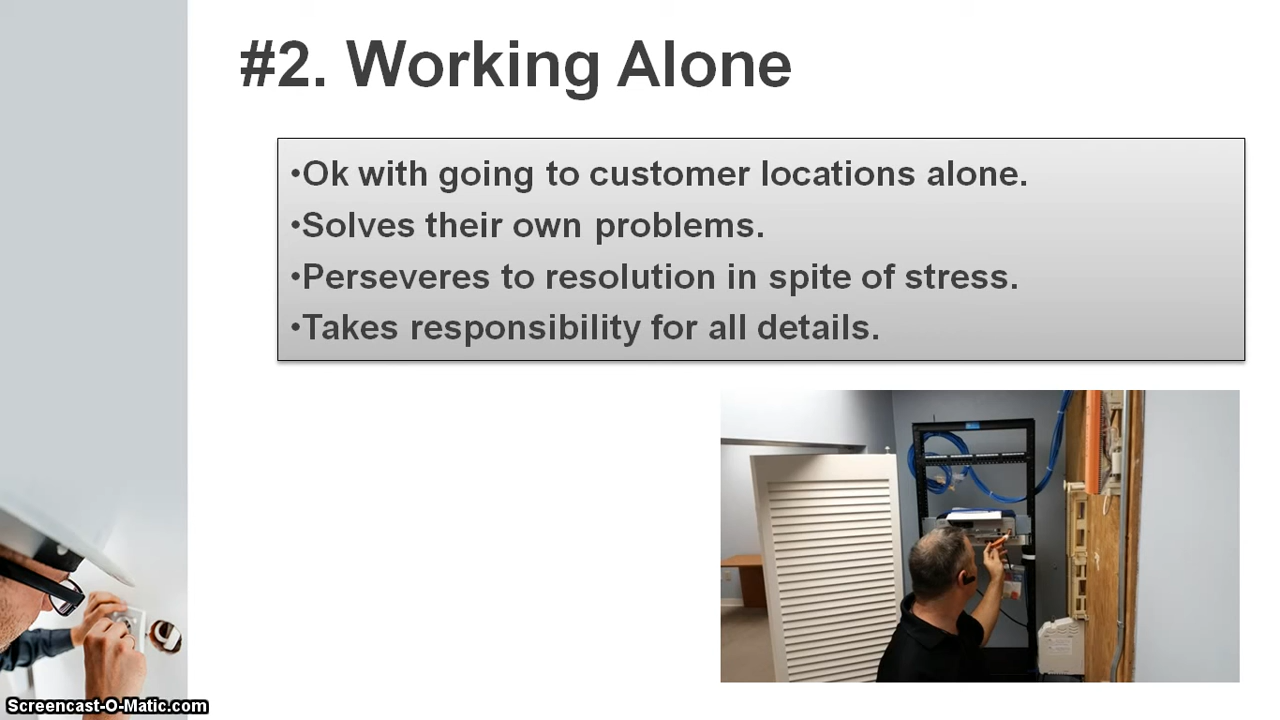 #2. Working Alone
•Ok with going to customer locations alone.
•Solves their own problems.
•Perseveres to resolution in spite of stress.
•Takes responsibility for all details.
Screencast-O-Matic.com